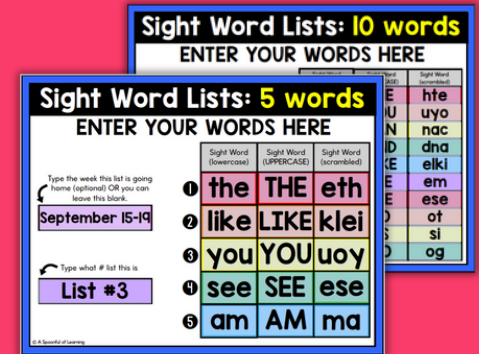 Sight Word Lists: 10 words
ENTER YOUR WORDS HERE
Sight Word
(scrambled)
hte
uyo
nac
dna
elki
em
ese
ot
si
og
Sight Word Lists: 5 words
ENTER YOUR WORDS HERE
Sight Word (lowercase) Sight Word (UPPERCASE) Sight Word (scrambled)
Type the week this list is going
home (optional) OR you can
leave this blank.
September 15-19
Type what # list this is
List #3
1 the THE eth
2 like LIKE klei
3 you YOU uoy
4 see SEE ese
5 am AM ma
© A Spoonful of Learning